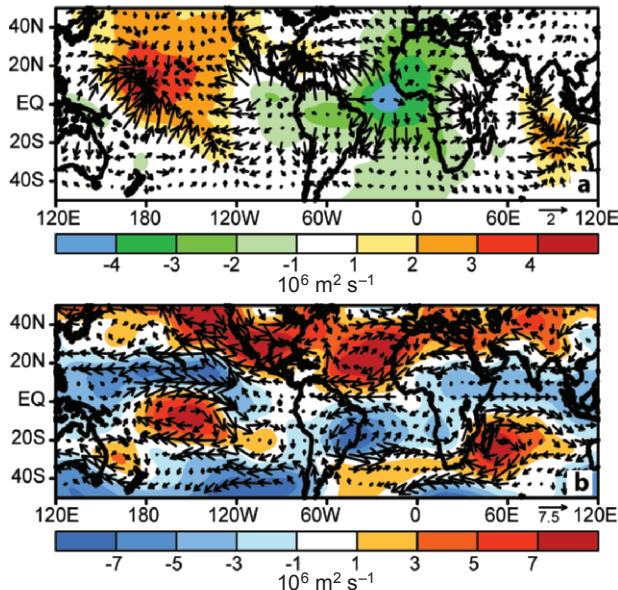 40N
20N
EQ
20S
40S
a
120E 180 120W 60W 0 60E 2 120E
-4 -3 -2 -1 1 2 3 4
10⁶ m² s⁻¹
40N
20N
EQ
20S
40S
b
120E 180 120W 60W 0 60E 7.5 120E
-7 -5 -3 -1 1 3 5 7
10⁶ m² s⁻¹